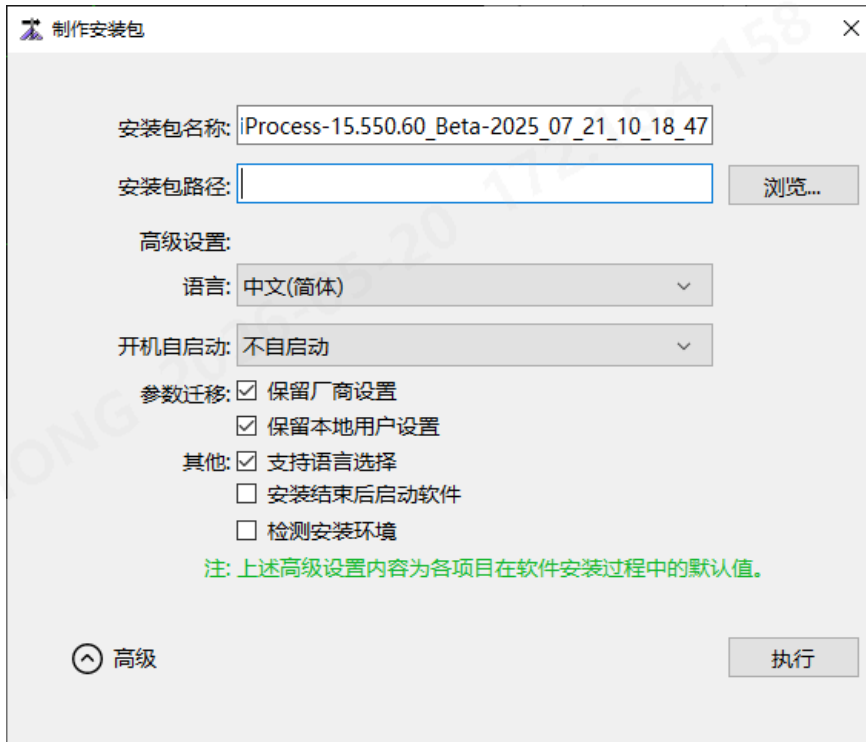 制作安装包
安装包名称: iProcess-15.550.60_Beta-2025_07_21_10_18_47
安装包路径: 浏览...
高级设置:
语言: 中文(简体)
开机自启动: 不自启动
参数迁移: 保留厂商设置
保留本地用户设置
其他: 支持语言选择
安装结束后启动软件
检测安装环境
注: 上述高级设置内容为各项目在软件安装过程中的默认值。
高级 执行